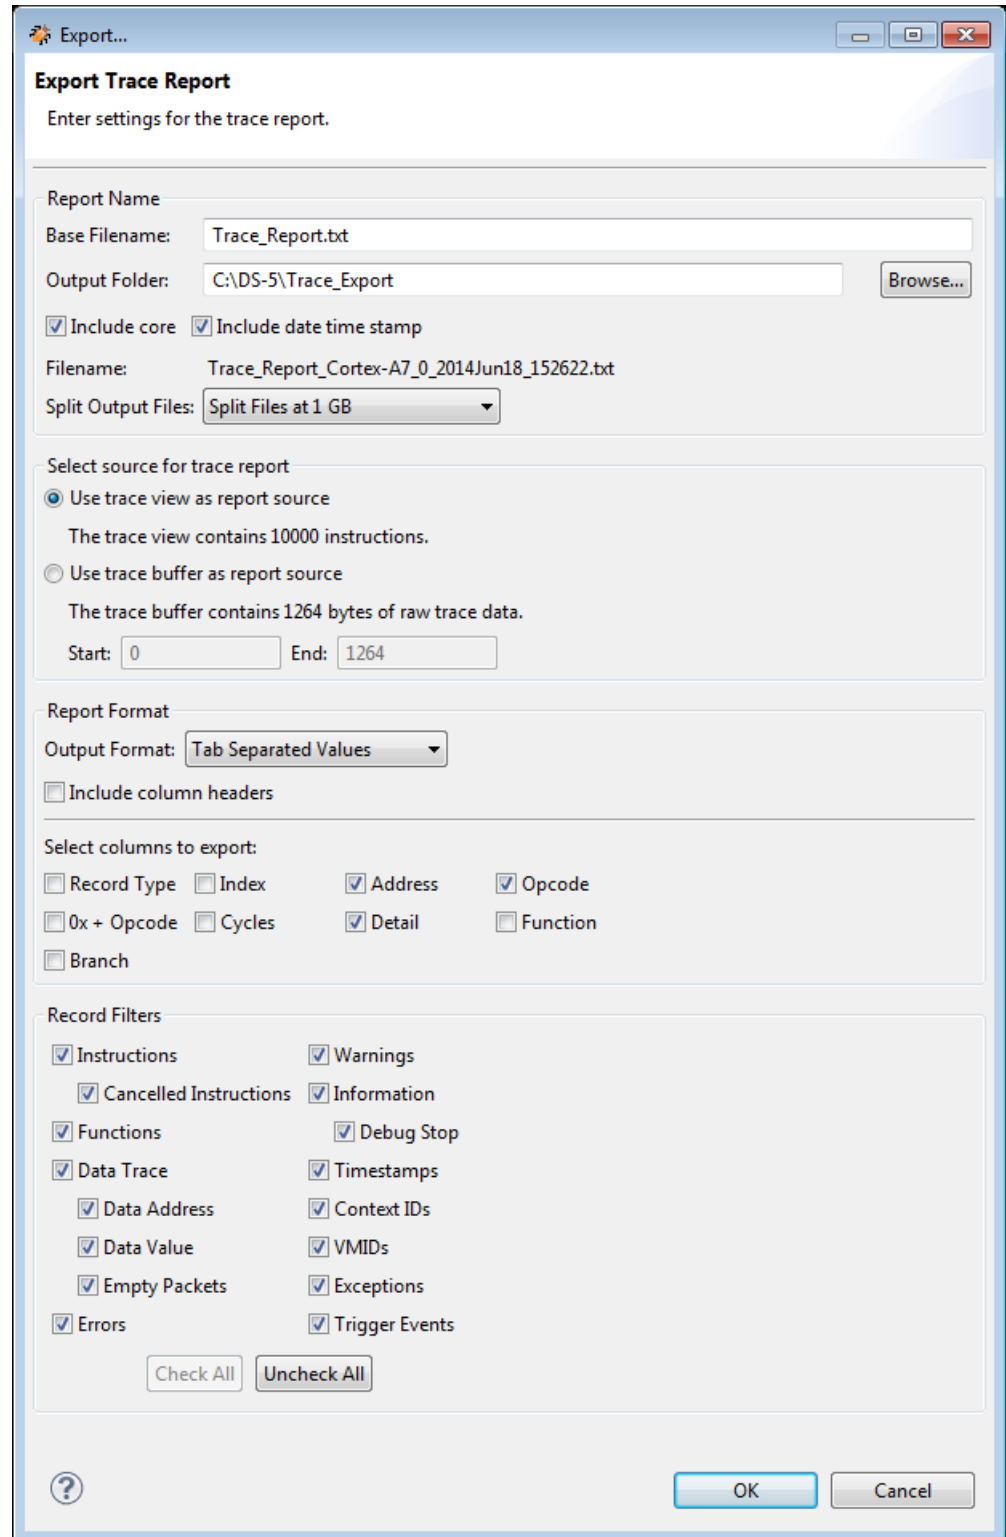 Export...
Export Trace Report
Enter settings for the trace report.
Report Name
Base Filename: Trace_Report.txt
Output Folder: C:\DS-5\Trace_Export Browse...
Include core Include date time stamp
Filename: Trace_Report_Cortex-A7_0_2014Jun18_152622.txt
Split Output Files: Split Files at 1 GB
Select source for trace report
Use trace view as report source
The trace view contains 10000 instructions.
Use trace buffer as report source
The trace buffer contains 1264 bytes of raw trace data.
Start: 0 End: 1264
Report Format
Output Format: Tab Separated Values
Include column headers
Select columns to export:
Record Type Index Address Opcode
0x + Opcode Cycles Detail Function
Branch
Record Filters
Instructions Warnings
Cancelled Instructions Information
Functions Debug Stop
Data Trace Timestamps
Data Address Context IDs
Data Value VMIDs
Empty Packets Exceptions
Errors Trigger Events
Check All Uncheck All
? OK Cancel